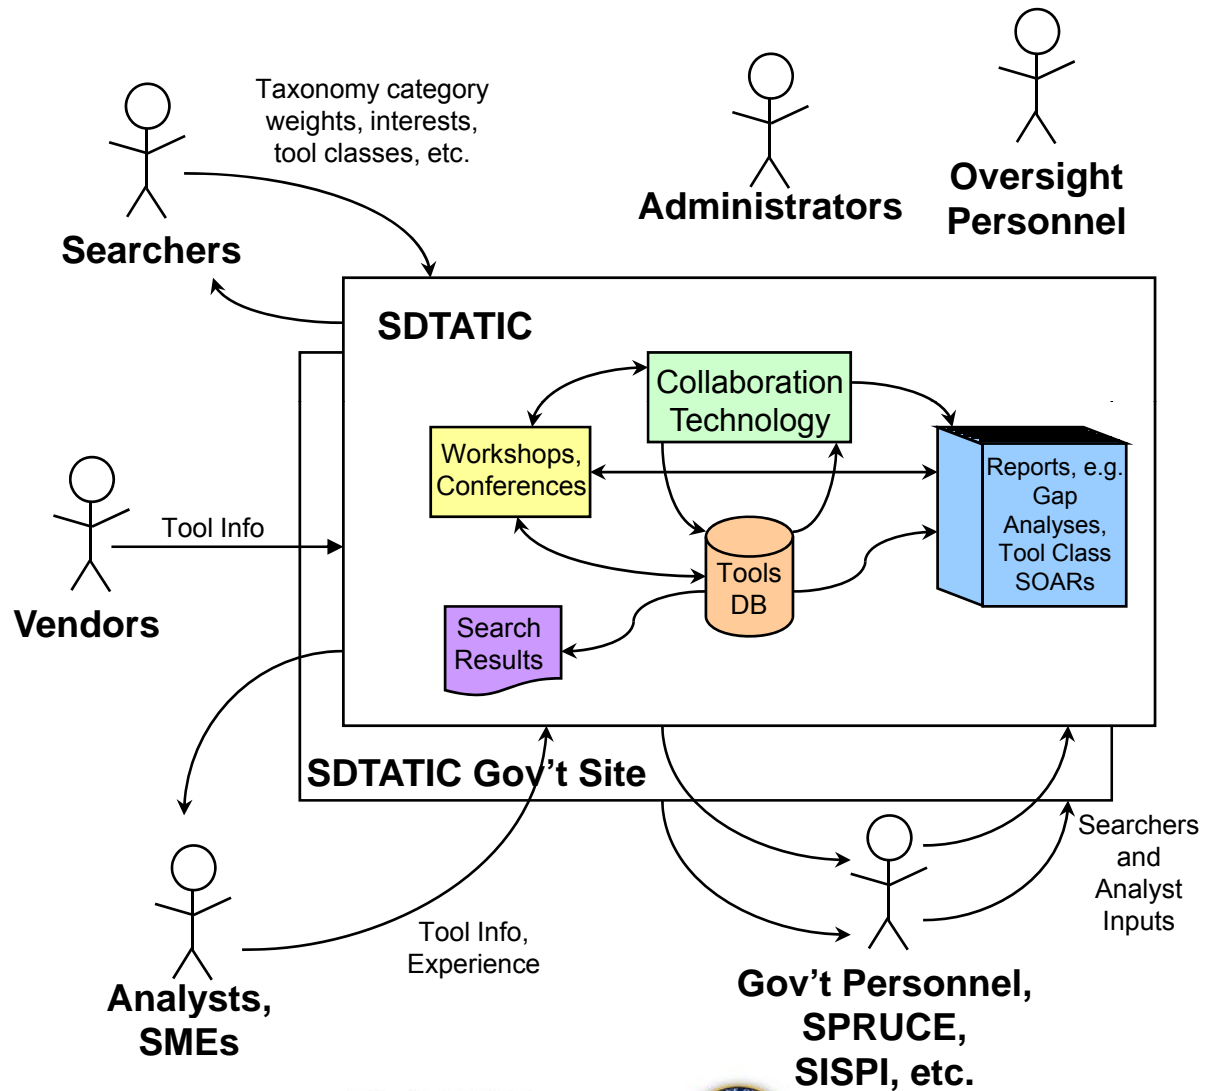 Taxonomy category
weights, interests,
tool classes, etc.
Searchers
Administrators
Oversight
Personnel
SDTATIC
Collaboration
Technology
Workshops,
Conferences
Reports, e.g.
Gap
Analyses,
Tool Class
SOARs
Tool Info
Vendors
Tools
DB
Search
Results
SDTATIC Gov't Site
Searchers
and
Analyst
Inputs
Tool Info,
Experience
Analysts,
SMEs
Gov't Personnel,
SPRUCE,
SISPI, etc.